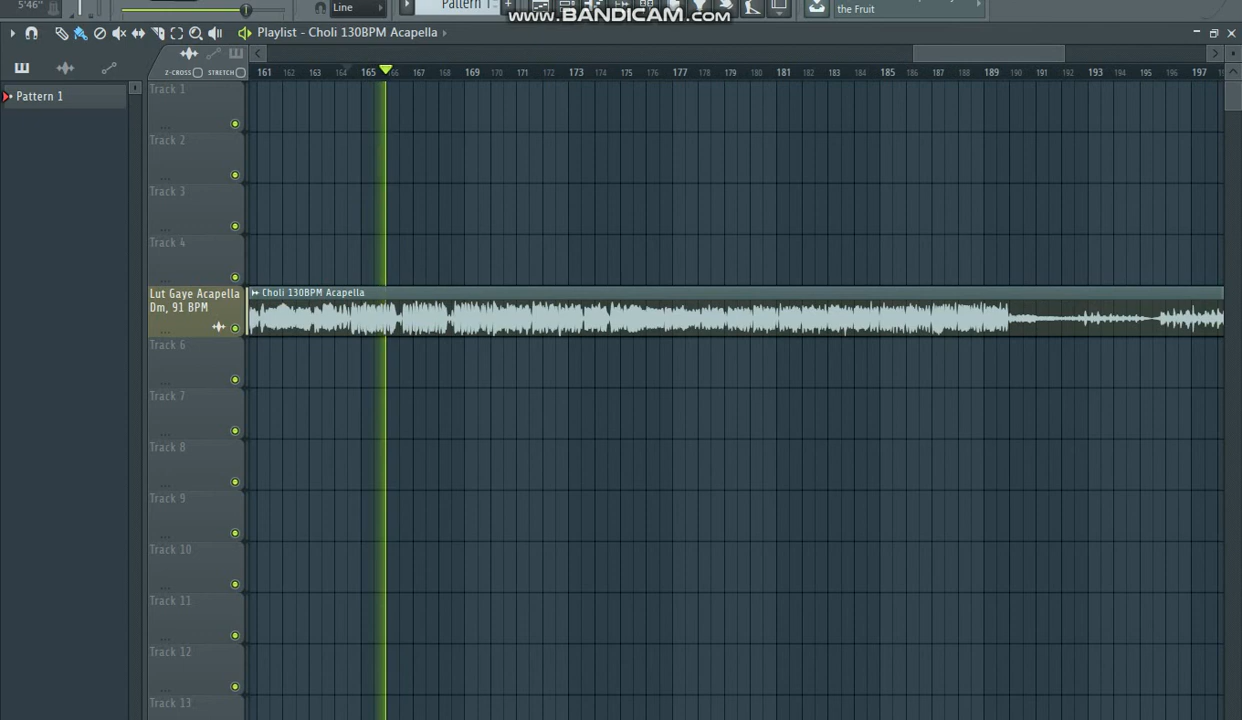 5'46"
Line
Pattern 1
+
www.BANDICAM.com
the Fruit
Playlist - Choli 130BPM Acapella
Z-CROSS STRETCH
161 162 163 164 165 166 167 168 169 170 171 172 173 174 175 176 177 178 179 180 181 182 183 184 185 186 187 188 189 190 191 192 193 194 195 196 197
Pattern 1
Track 1
Track 2
Track 3
Track 4
Lut Gaye Acapella
Dm, 91 BPM
Choli 130BPM Acapella
Track 6
Track 7
Track 8
Track 9
Track 10
Track 11
Track 12
Track 13